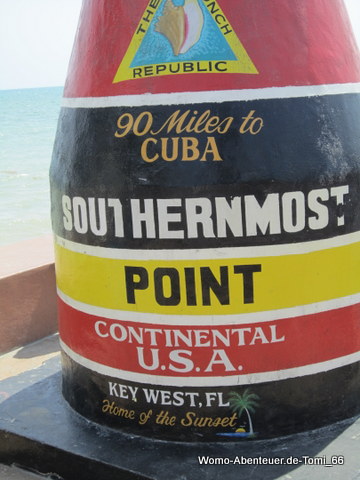 THE CONCH
REPUBLIC
90 Miles to
CUBA
SOUTHERNMOST
POINT
CONTINENTAL
U.S.A.
KEY WEST, FL
Home of the Sunset
Womo-Abenteuer.de-Tomi_66